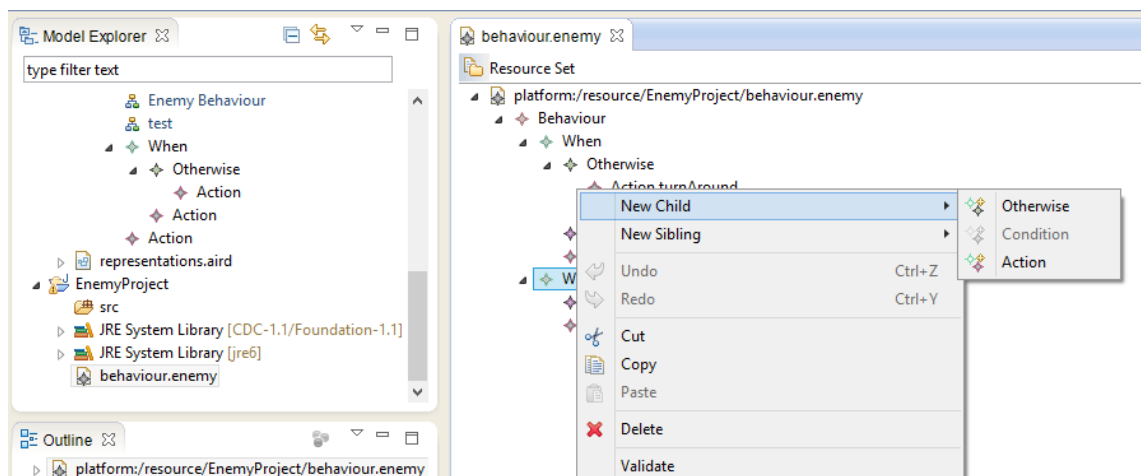 Model Explorer
type filter text
Enemy Behaviour
test
When
Otherwise
Action
Action
Action
representations.aird
EnemyProject
src
JRE System Library [CDC-1.1/Foundation-1.1]
JRE System Library [jre6]
behaviour.enemy
Outline
platform:/resource/EnemyProject/behaviour.enemy
behaviour.enemy
Resource Set
platform:/resource/EnemyProject/behaviour.enemy
Behaviour
When
Otherwise
Action turnAround
W
New Child
New Sibling
Undo Ctrl+Z
Redo Ctrl+Y
Cut
Copy
Paste
Delete
Validate
Otherwise
Condition
Action